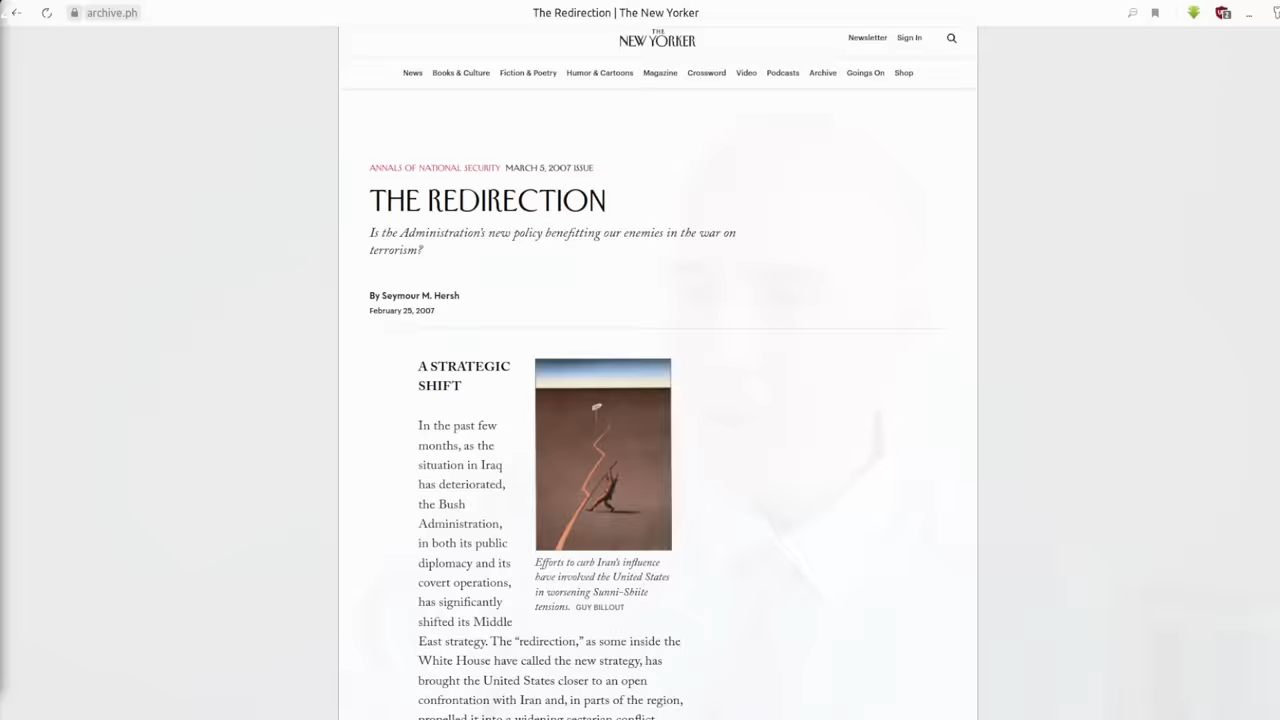 archive.ph
The Redirection | The New Yorker
THE
NEW YORKER
Newsletter Sign In
News Books & Culture Fiction & Poetry Humor & Cartoons Magazine Crossword Video Podcasts Archive Goings On Shop
ANNALS OF NATIONAL SECURITY MARCH 5, 2007 ISSUE
THE REDIRECTION
Is the Administration's new policy benefitting our enemies in the war on
terrorism?
By Seymour M. Hersh
February 25, 2007
A STRATEGIC
SHIFT
In the past few
months, as the
situation in Iraq
has deteriorated,
the Bush
Administration,
in both its public
diplomacy and its
covert operations,
has significantly
shifted its Middle
East strategy. The “redirection,” as some inside the
White House have called the new strategy, has
brought the United States closer to an open
confrontation with Iran and, in parts of the region,
propelled it into a widening sectarian conflict
Efforts to curb Iran's influence
have involved the United States
in worsening Sunni-Shiite
tensions. GUY BILLOUT